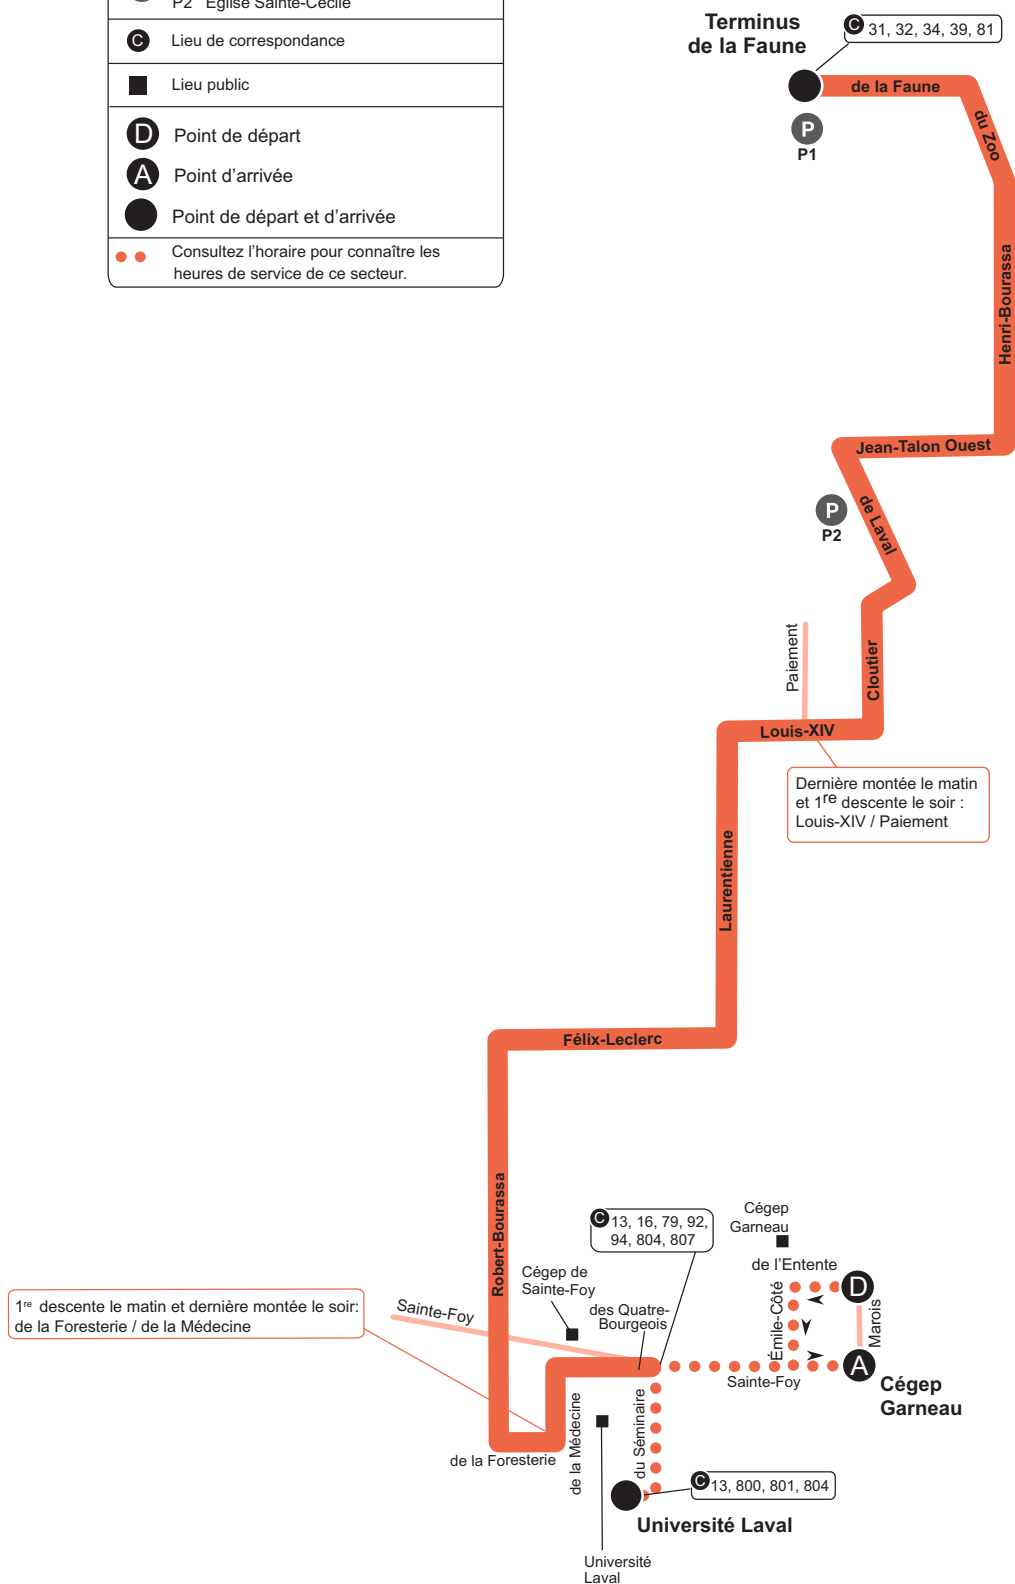 P2 Église Sainte-Cécile
C Lieu de correspondance
Lieu public
D Point de départ
A Point d'arrivée
Point de départ et d'arrivée
Consultez l'horaire pour connaître les
heures de service de ce secteur.
Terminus
de la Faune
C 31, 32, 34, 39, 81
de la Faune
P
P1
du Zoo
Henri-Bourassa
Jean-Talon Ouest
P
P2
de Laval
Paiement
Cloutier
Louis-XIV
Dernière montée le matin
et 1re descente le soir :
Louis-XIV / Paiement
Laurentienne
Félix-Leclerc
Robert-Bourassa
C 13, 16, 79, 92,
94, 804, 807
Cégep
Garneau
de l'Entente
D
Cégep de
Sainte-Foy
des Quatre-
Bourgeois
Émile-Côté
Marois
1re descente le matin et dernière montée le soir:
de la Foresterie / de la Médecine
Sainte-Foy
Sainte-Foy
A
Cégep
Garneau
de la Foresterie
de la Médecine
du Séminaire
C 13, 800, 801, 804
Université Laval
Université
Laval